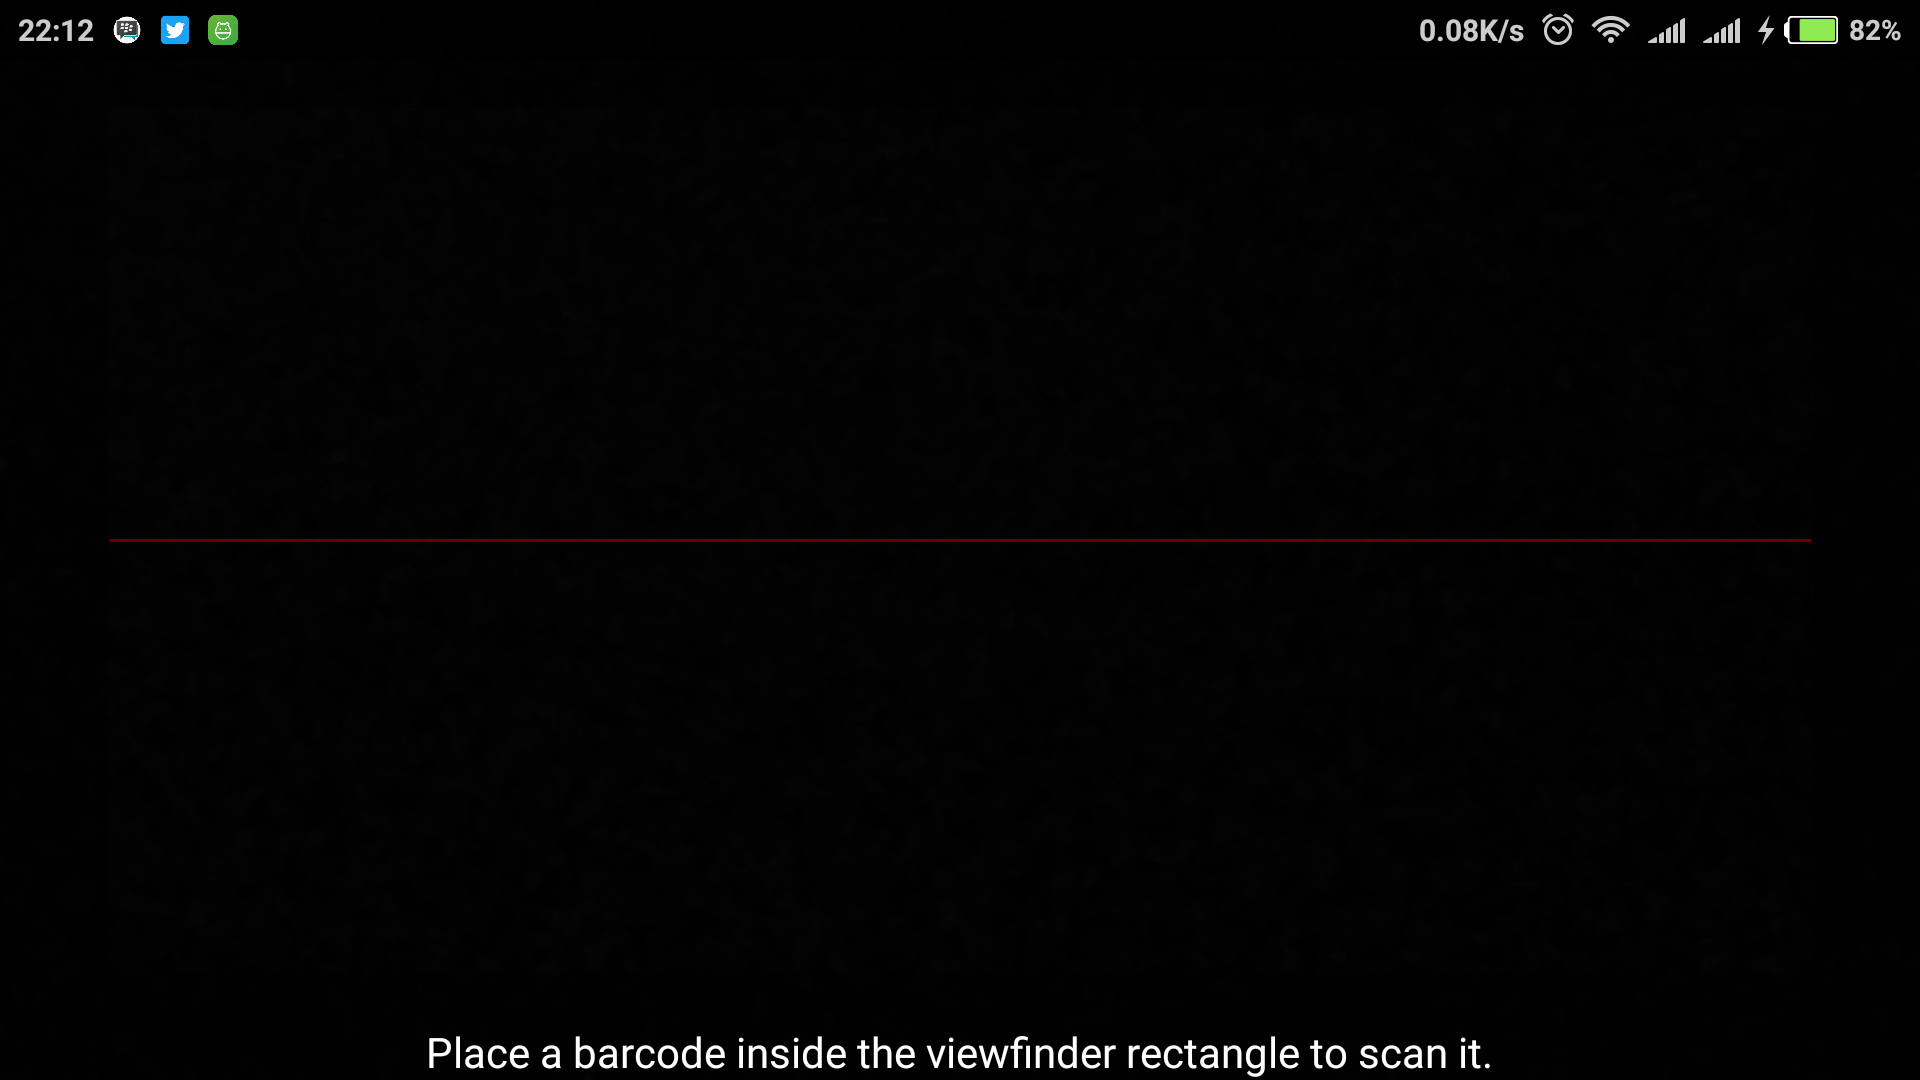 22:12 0.08K/s 82%
Place a barcode inside the viewfinder rectangle to scan it.